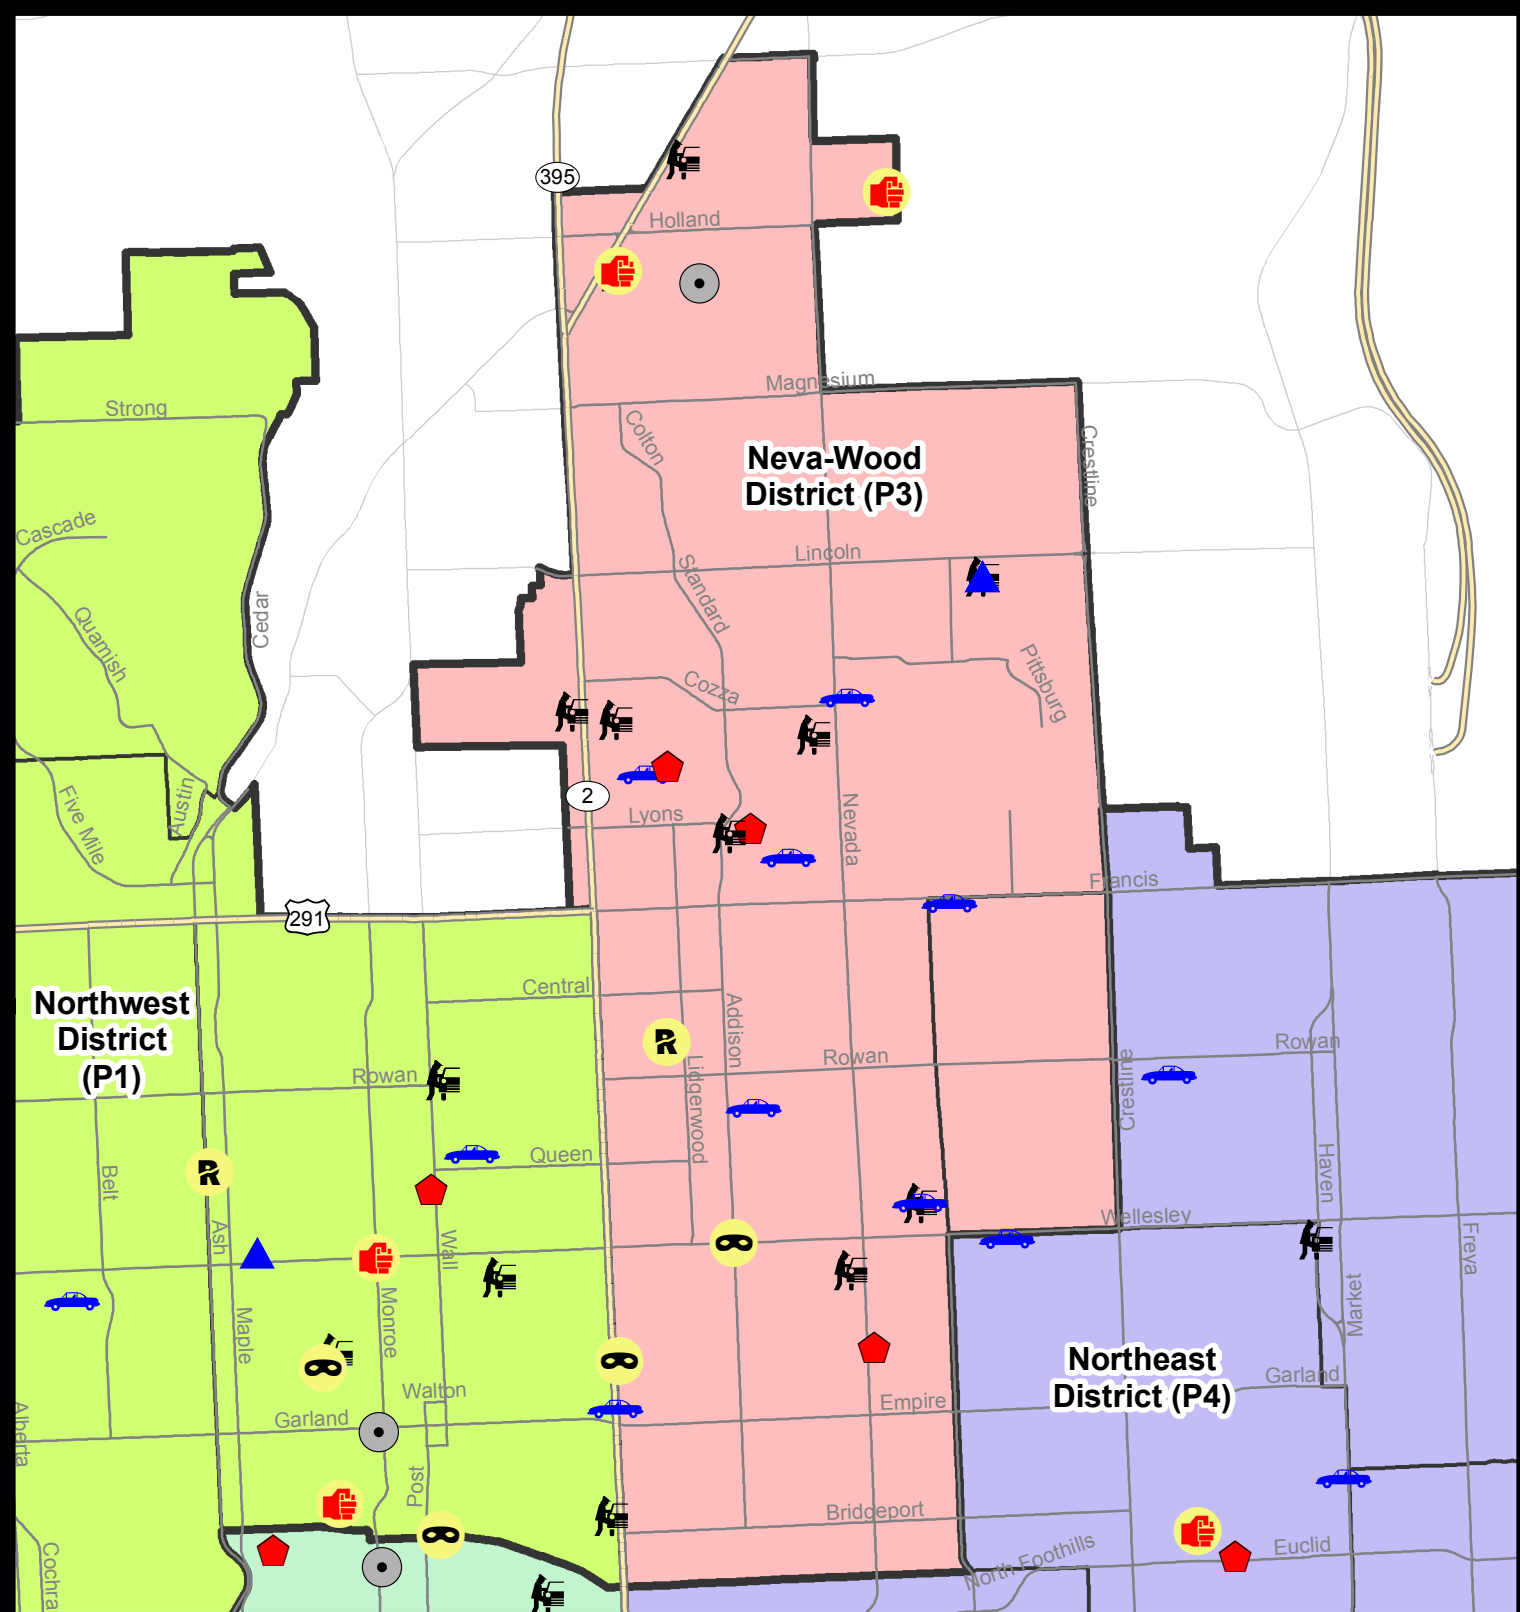 395
Holland
Magnesium
Strong
Colton
Crestline
Neva-Wood
District (P3)
Cascade
Lincoln
Standard
Quamish
Cedar
Pittsburg
Cozza
Five Mile
Austin
2
Lyons
Nevada
Francis
291
Central
Northwest
District
(P1)
Addison
Rowan
Rowan
Rowan
R
Lidgerwood
Crestline
Queen
R
Belt
Haven
Ash
Wall
Wellesley
Freya
Maple
Monroe
Market
Northeast
District (P4)
Walton
Garland
Garland
Empire
Alberta
Post
Bridgeport
Euclid
North Foothills
Cochra